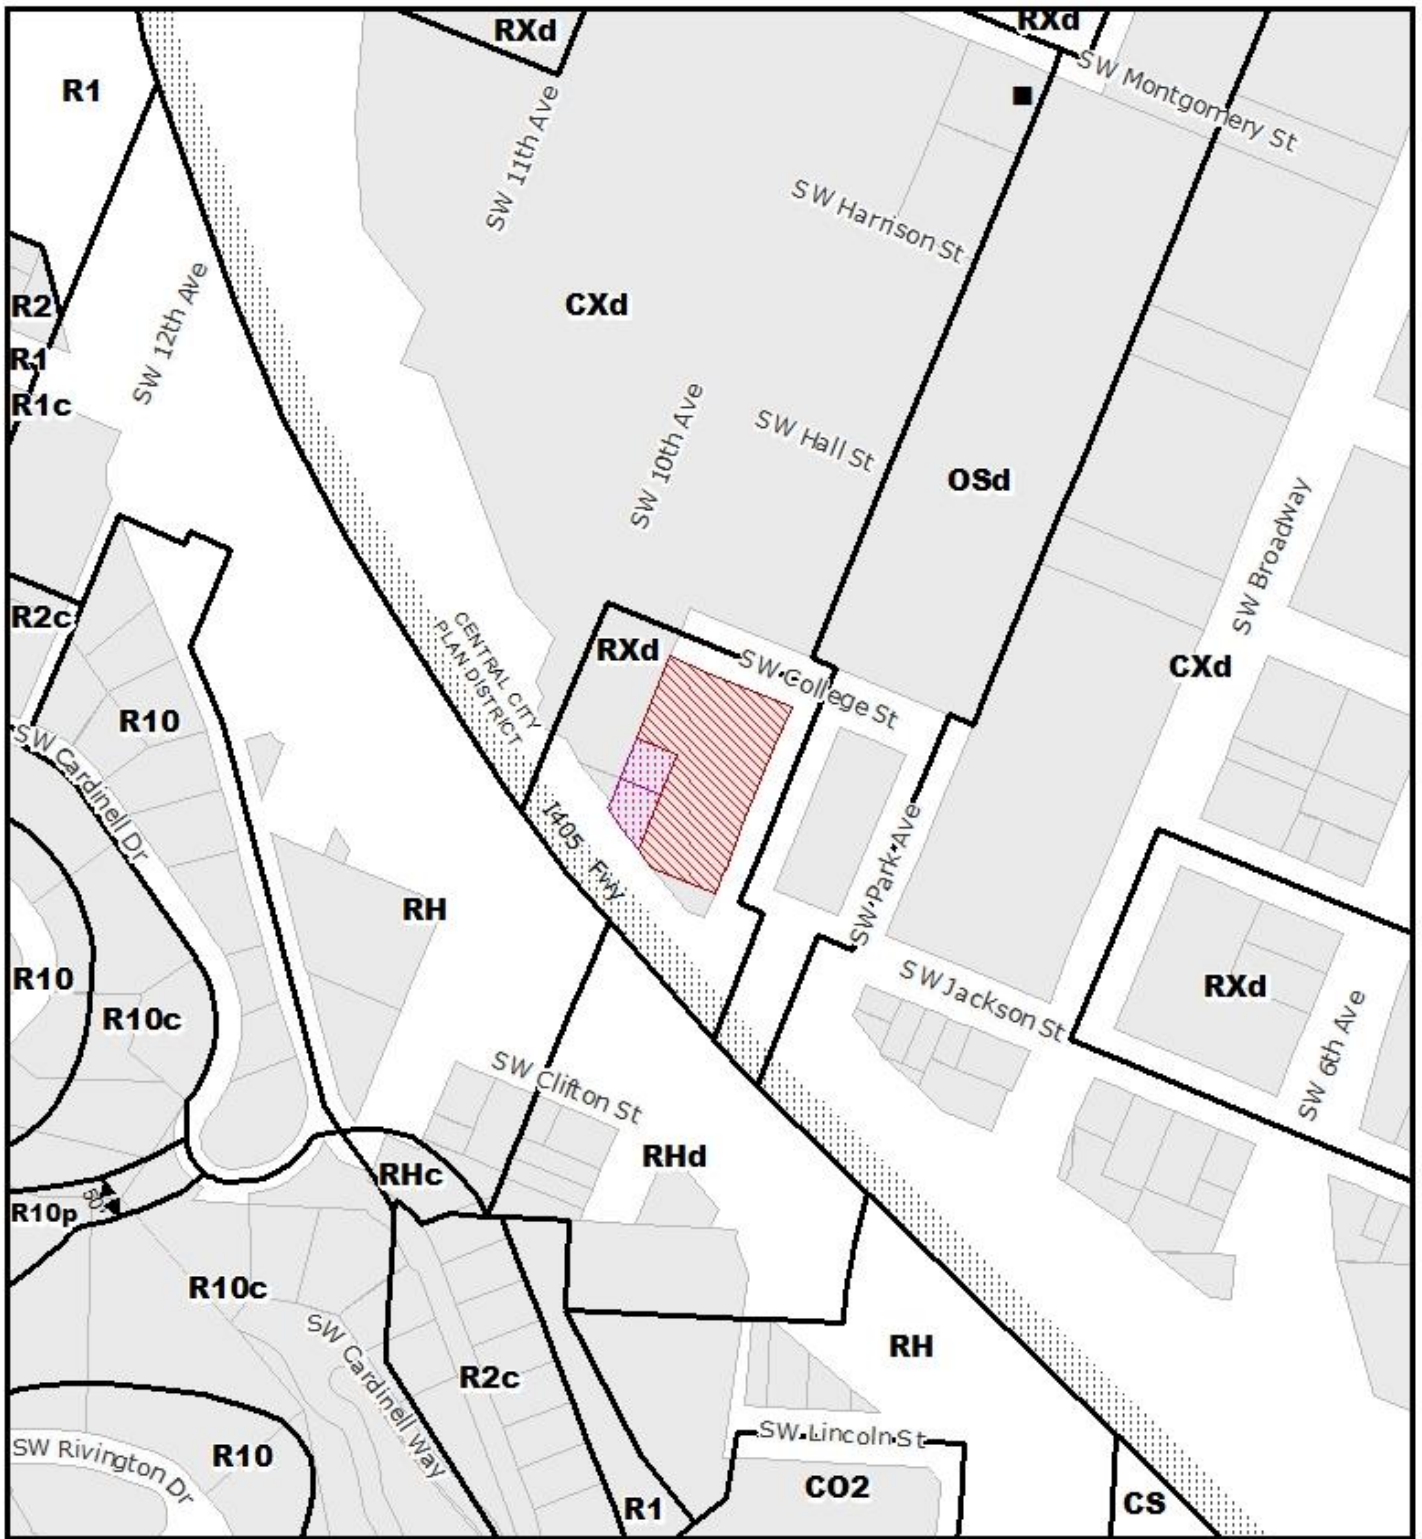 RXd
RXd
R1
SW Montgomery St
SW 11th Ave
SW Harrison St
R2
CXd
SW 12th Ave
R1
R1c
SW 10th Ave
SW Hall St
OSd
SW Broadway
R2c
CENTRAL CITY
PLAN DISTRICT
RXd
SW College St
CXd
R10
SW Cardinell Dr
I405 Fwy
SW Park Ave
RH
R10
R10c
SW Jackson St
RXd
SW 6th Ave
SW Clifton St
RHd
RHc
50'
R10p
R10c
SW Cardinell Way
RH
R2c
SW Lincoln St
SW Rivington Dr
R10
CO2
R1
CS